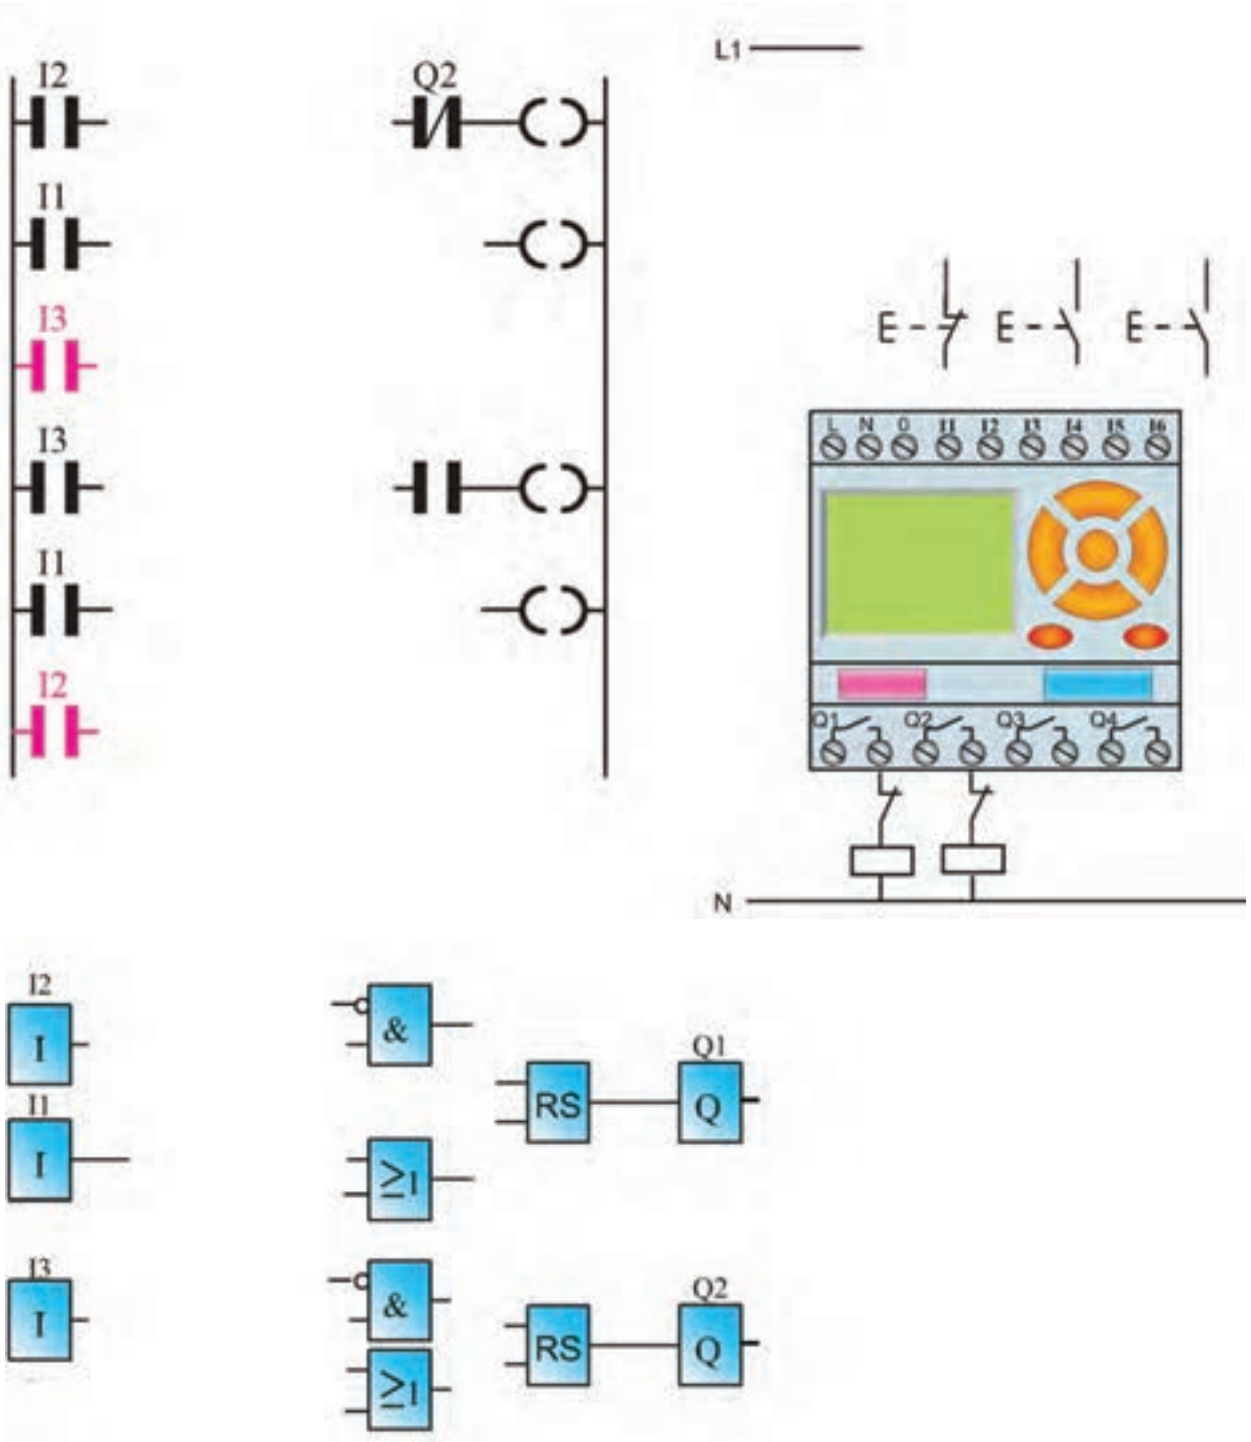 I2 Q2
I1
I3
I3
I1
I2
L1
E E E
L N 0 I1 I2 I3 I4 I5 I6
Q1 Q2 Q3 Q4
N
I2
I
I1
I
I3
I
&
≥1
&
≥1
RS
Q1
Q
RS
Q2
Q